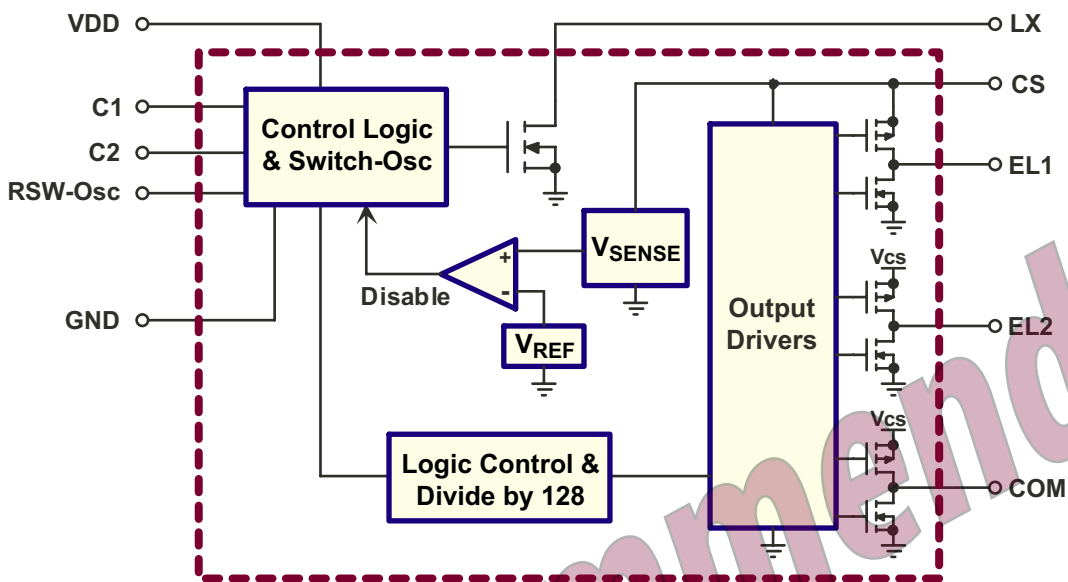 VDD
LX
C1
CS
Control Logic
& Switch-Osc
C2
EL1
RSW-Osc
+
VSENSE
-
Disable
Vcs
GND
VREF
Output
Drivers
EL2
Vcs
Logic Control &
Divide by 128
COM